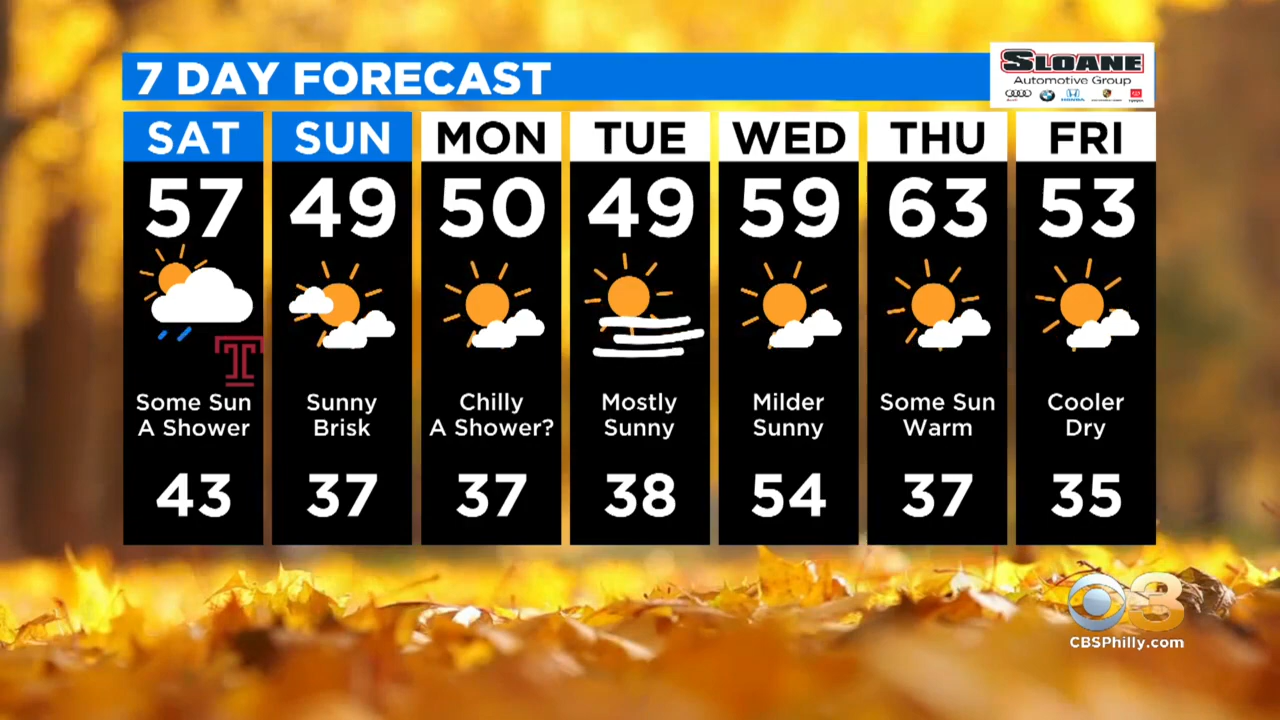 7 DAY FORECAST
SLOANE
Automotive Group
SAT
57
T
Some Sun
A Shower
43
SUN
49
Sunny
Brisk
37
MON
50
Chilly
A Shower?
37
TUE
49
Mostly
Sunny
38
WED
59
Milder
Sunny
54
THU
63
Some Sun
Warm
37
FRI
53
Cooler
Dry
35
3
CBSPhilly.com